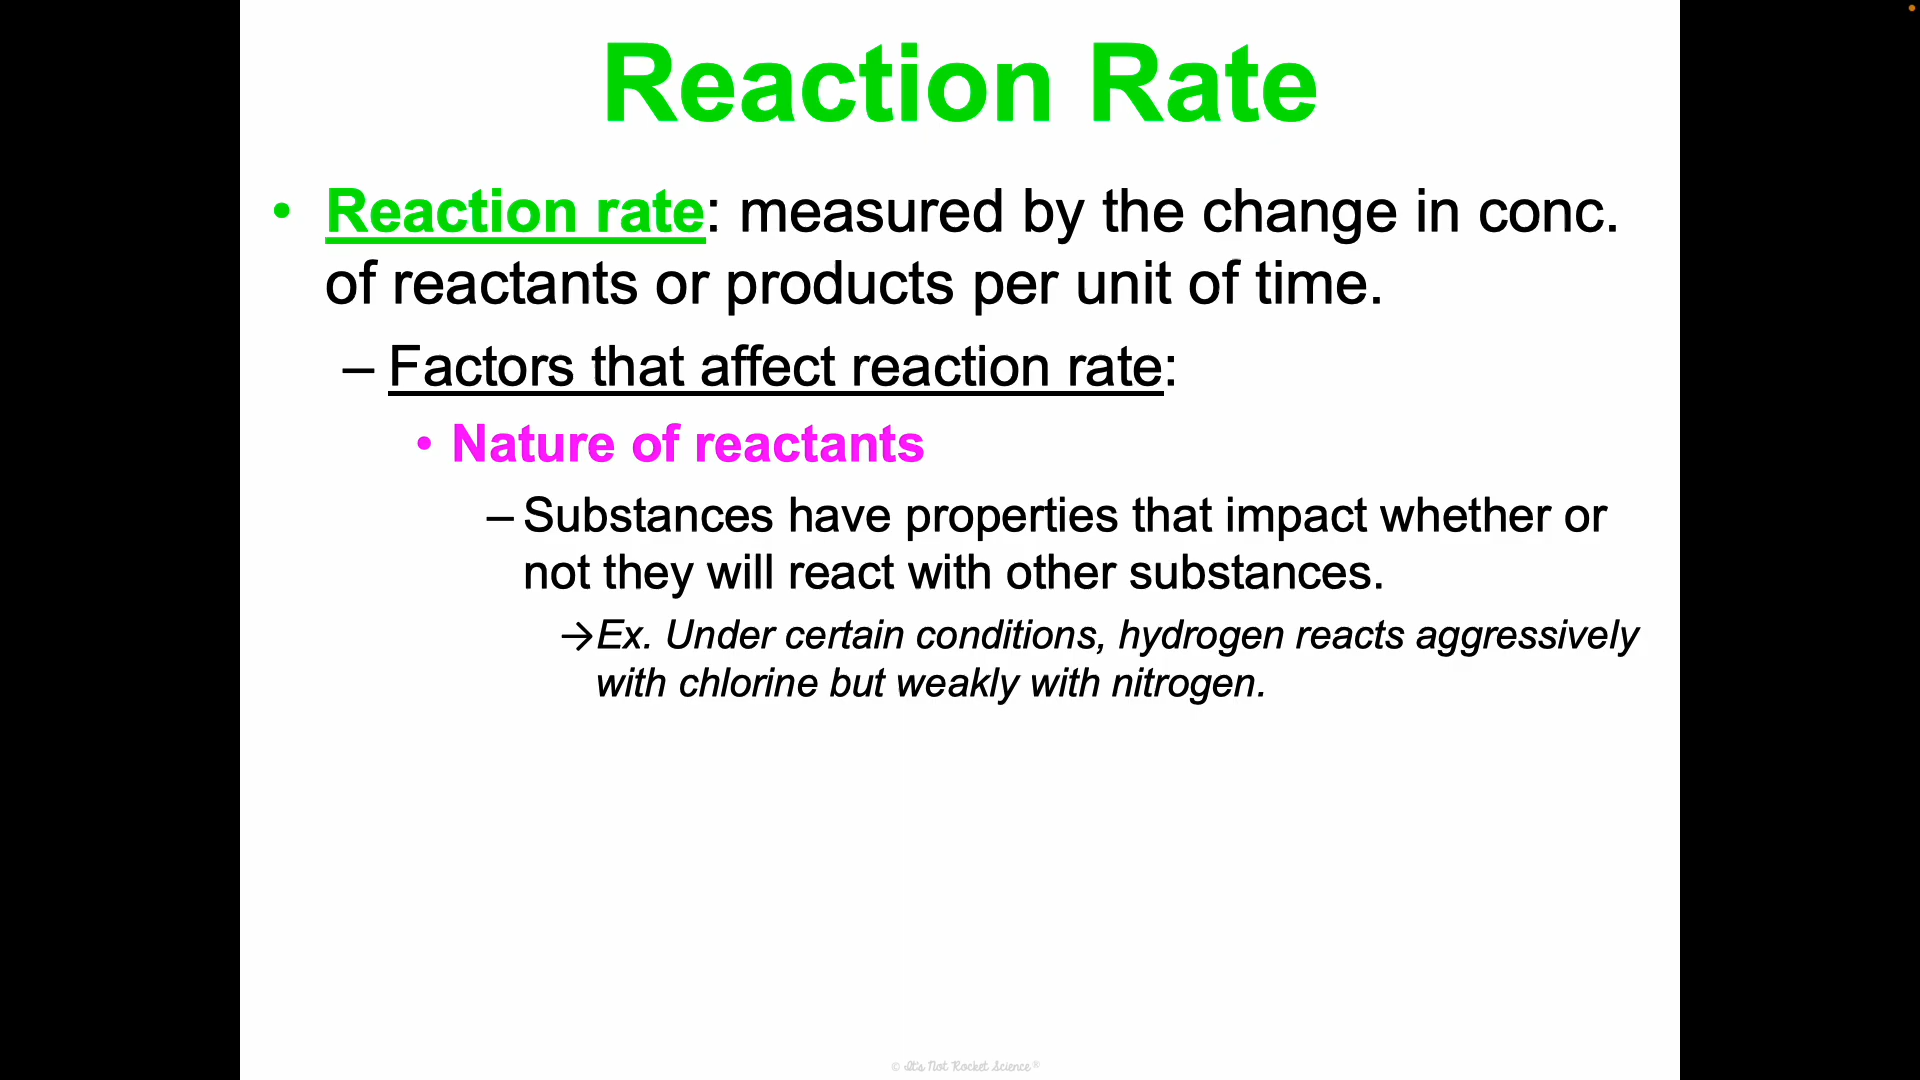 Reaction Rate
• Reaction rate: measured by the change in conc.
of reactants or products per unit of time.
– Factors that affect reaction rate:
• Nature of reactants
– Substances have properties that impact whether or
not they will react with other substances.
→Ex. Under certain conditions, hydrogen reacts aggressively
with chlorine but weakly with nitrogen.
© It's Not Rocket Science®